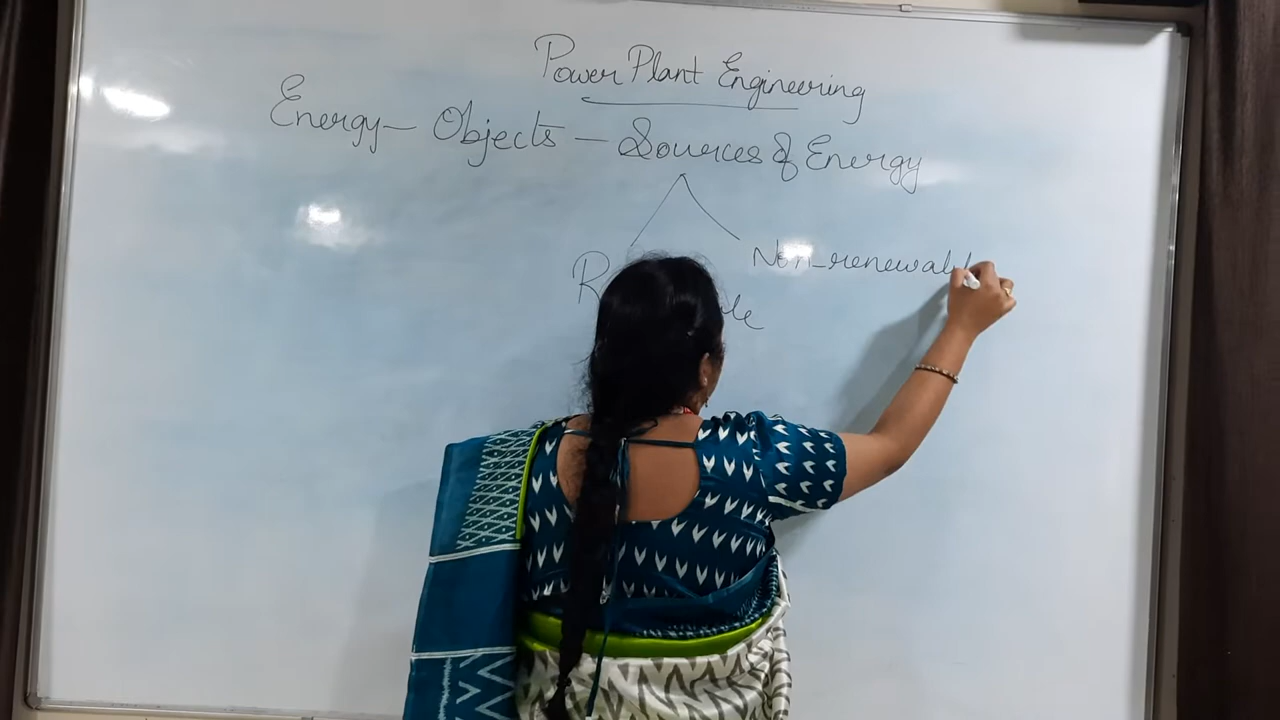 Power Plant Engineering
Energy - Objects - Sources of Energy
Non-renewabl